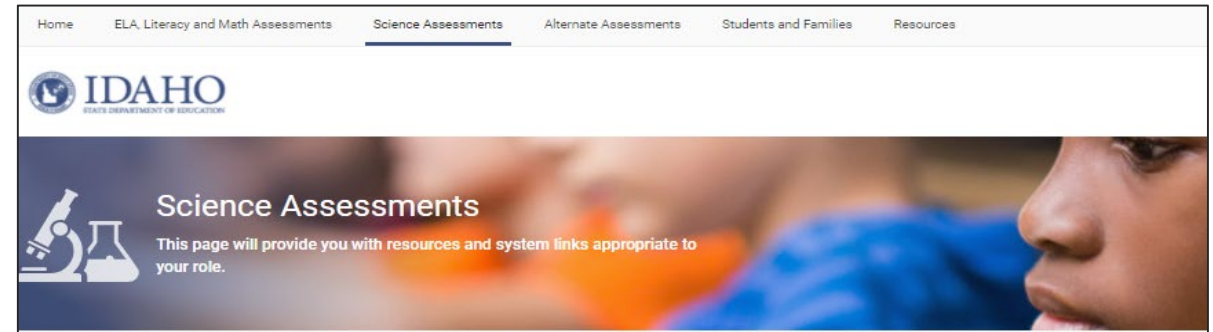 Home ELA, Literacy and Math Assessments Science Assessments Alternate Assessments Students and Families Resources
IDAHO
STATE DEPARTMENT OF EDUCATION
Science Assessments
This page will provide you with resources and system links appropriate to
your role.